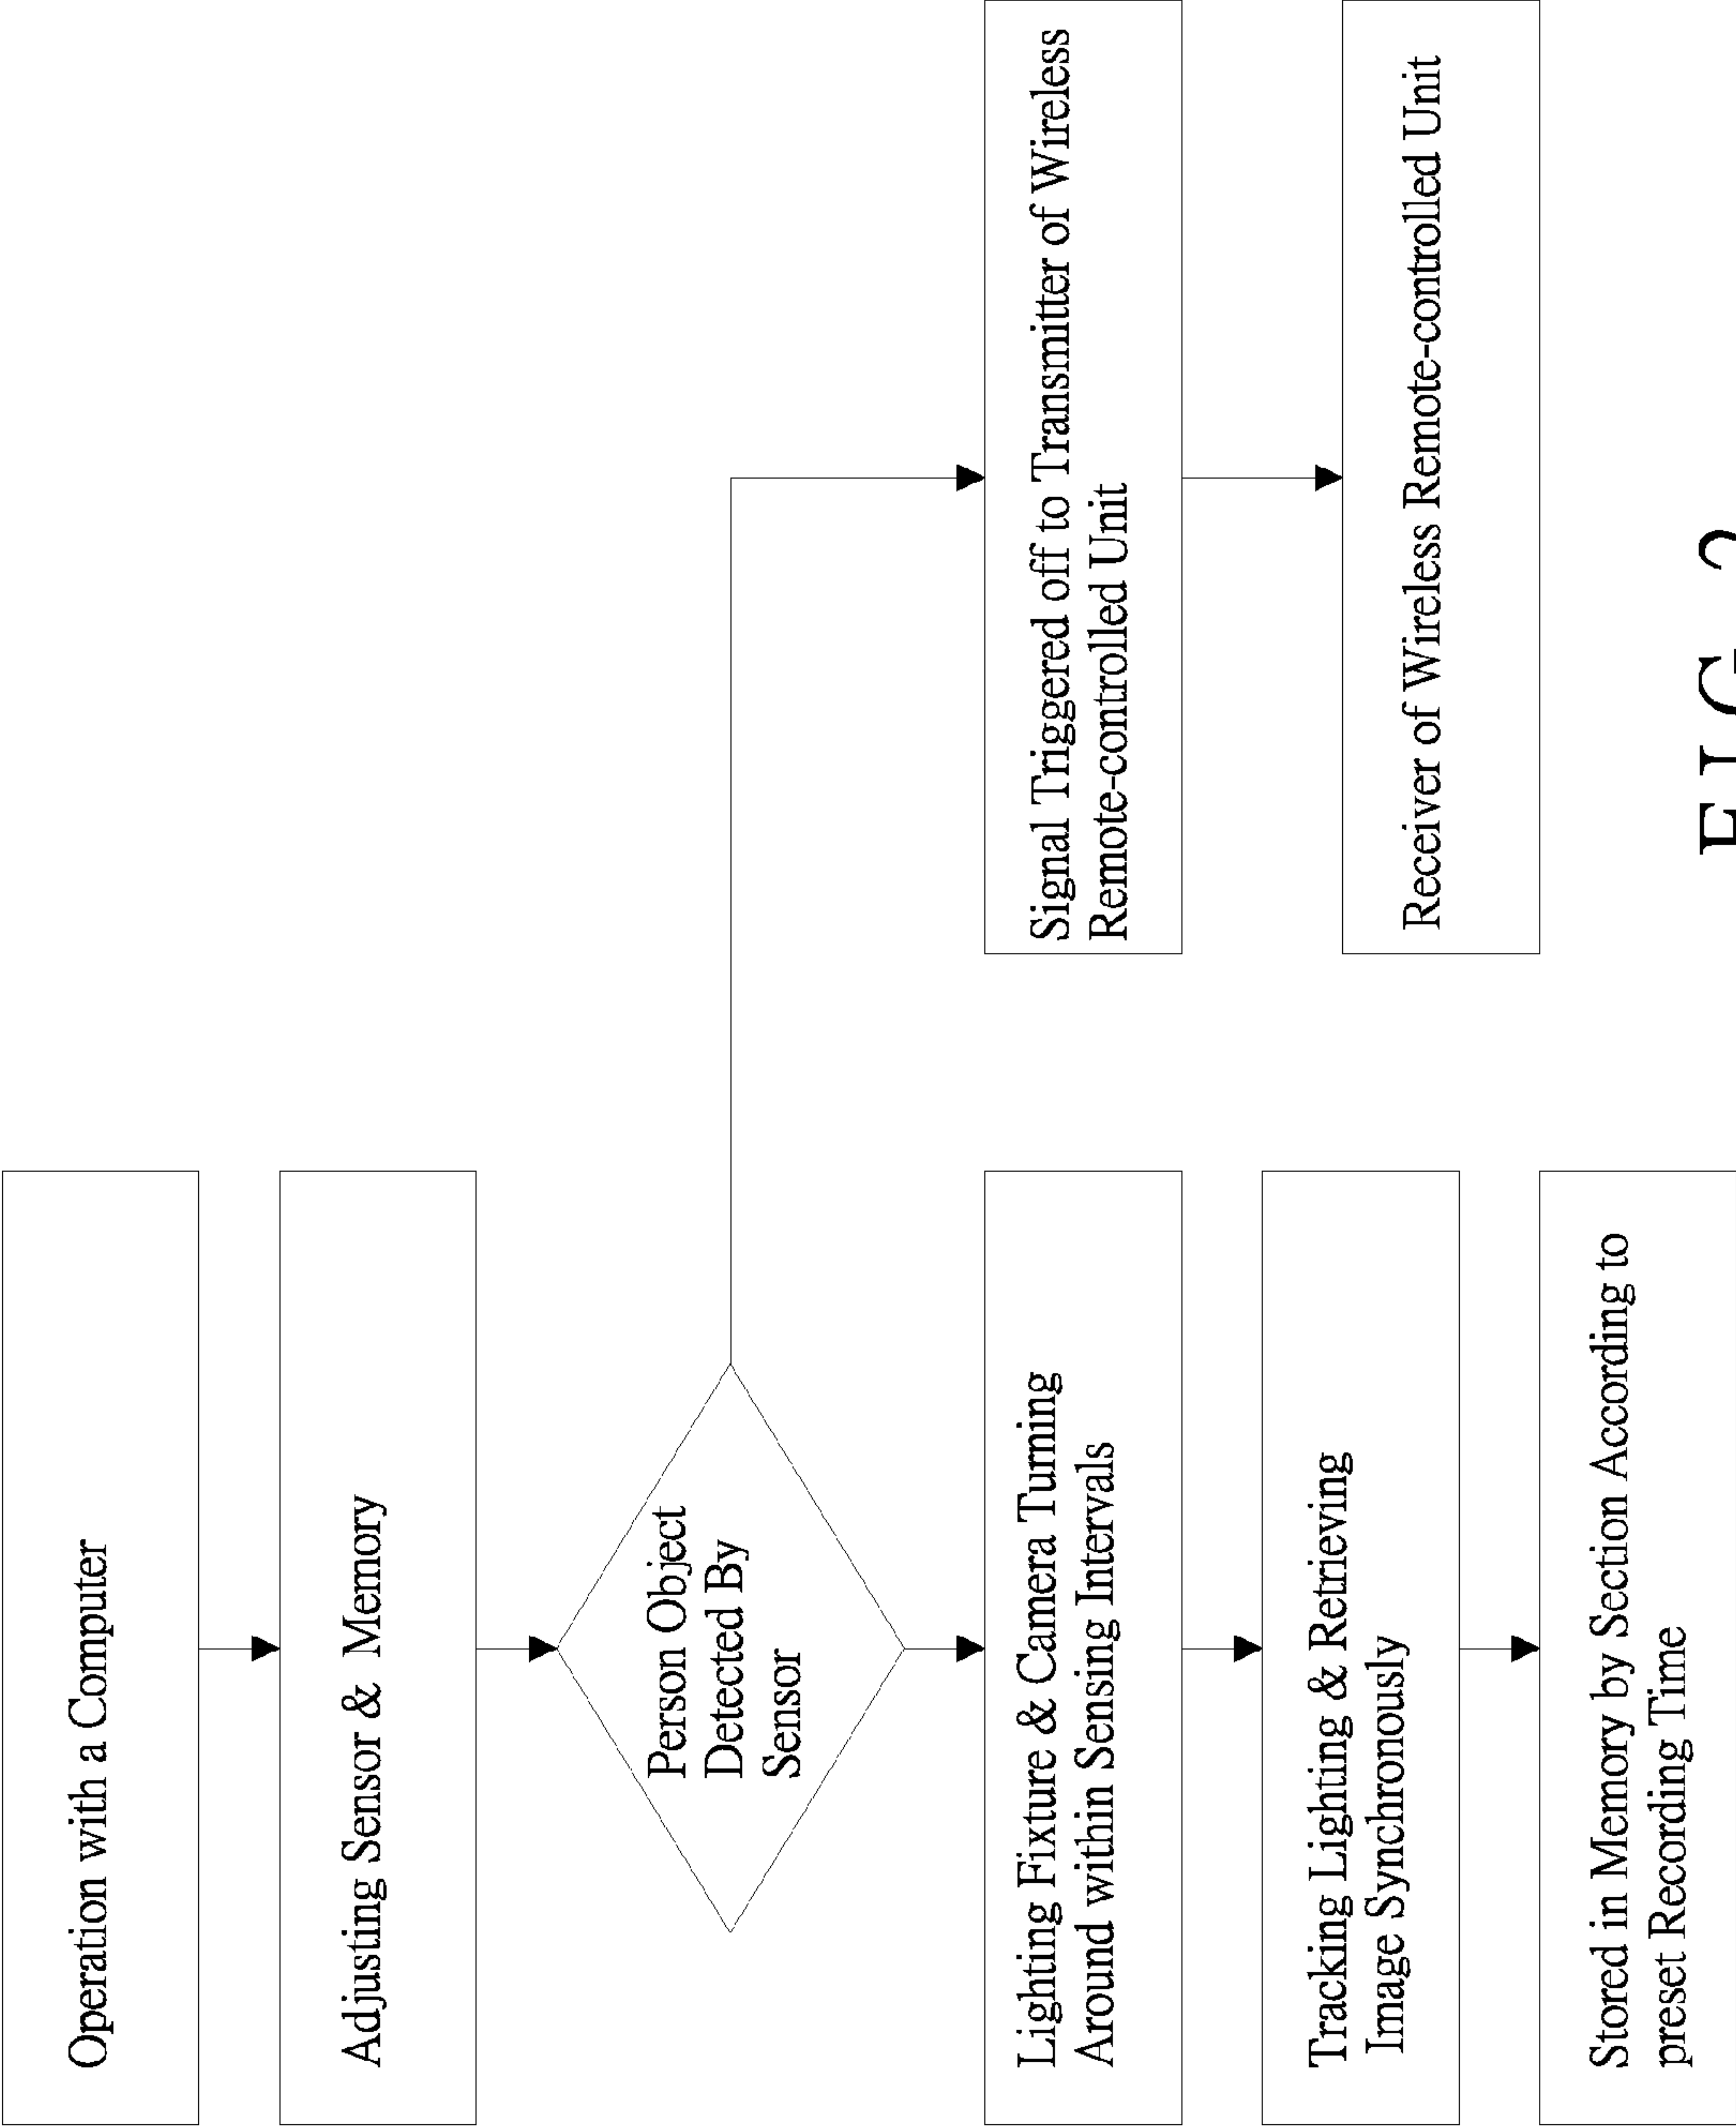 Operation with a Computer
Adjusting Sensor & Memory
Person Object
Detected By
Sensor
Lighting Fixture & Camera Turning
Around within Sensing Intervals
Tracking Lighting & Retrieving
Image Synchronously
Stored in Memory by Section According to
preset Recording Time
Signal Triggered off to Transmitter of Wireless
Remote-controlled Unit
Receiver of Wireless Remote-controlled Unit